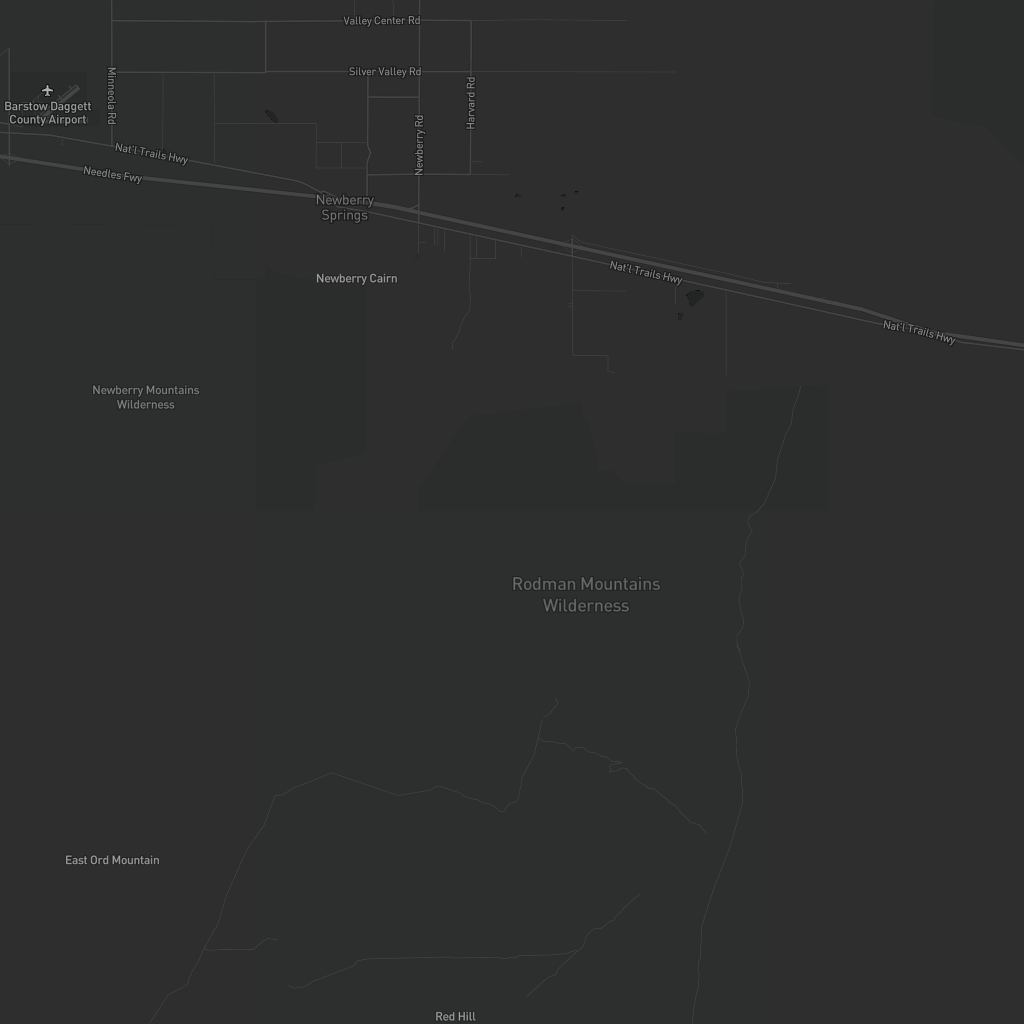 Valley Center Rd
Silver Valley Rd
Minneola Rd
Harvard Rd
Newberry Rd
Barstow Daggett
County Airport
Nat'l Trails Hwy
Needles Fwy
Newberry
Springs
Nat'l Trails Hwy
Newberry Cairn
Nat'l Trails Hwy
Newberry Mountains
Wilderness
Rodman Mountains
Wilderness
East Ord Mountain
Red Hill